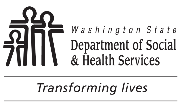 Washington State
Department of Social
& Health Services
Transforming lives